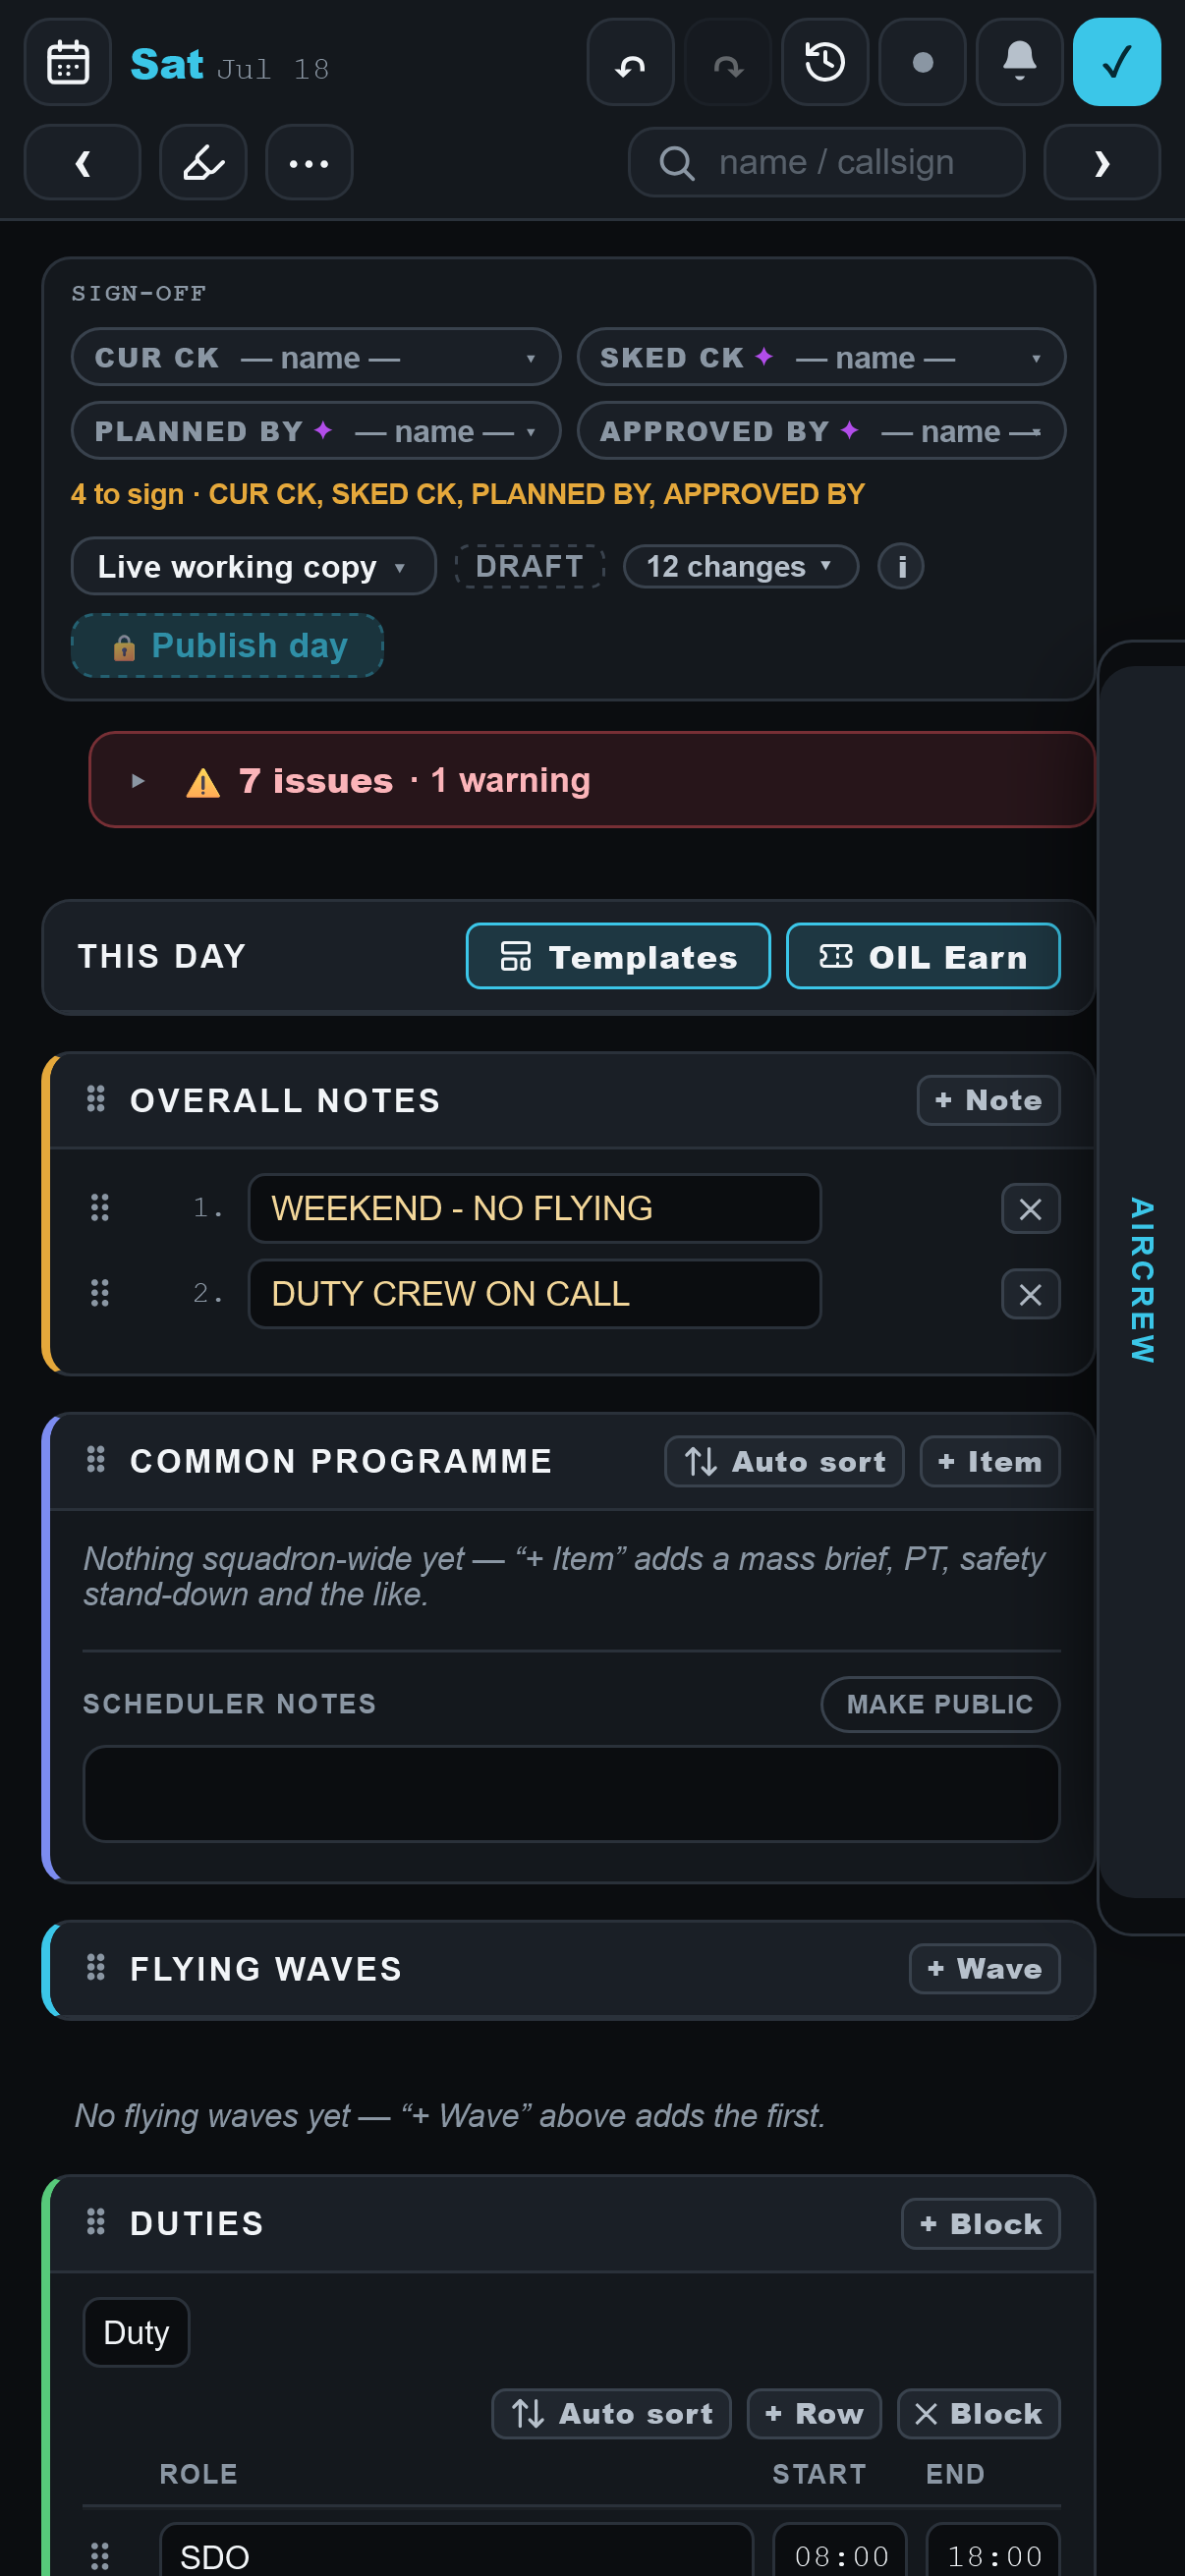 Sat Jul 18
name / callsign
SIGN-OFF
CUR CK — name —
SKED CK ✦ — name —
PLANNED BY ✦ — name —
APPROVED BY ✦ — name —
4 to sign · CUR CK, SKED CK, PLANNED BY, APPROVED BY
Live working copy
DRAFT
12 changes
i
Publish day
7 issues · 1 warning
THIS DAY
Templates
OIL Earn
OVERALL NOTES
+ Note
1. WEEKEND - NO FLYING
2. DUTY CREW ON CALL
AIRCREW
COMMON PROGRAMME
Auto sort
+ Item
Nothing squadron-wide yet — “+ Item” adds a mass brief, PT, safety
stand-down and the like.
SCHEDULER NOTES
MAKE PUBLIC
FLYING WAVES
+ Wave
No flying waves yet — “+ Wave” above adds the first.
DUTIES
+ Block
Duty
Auto sort
+ Row
× Block
ROLE START END
SDO 08:00 18:00